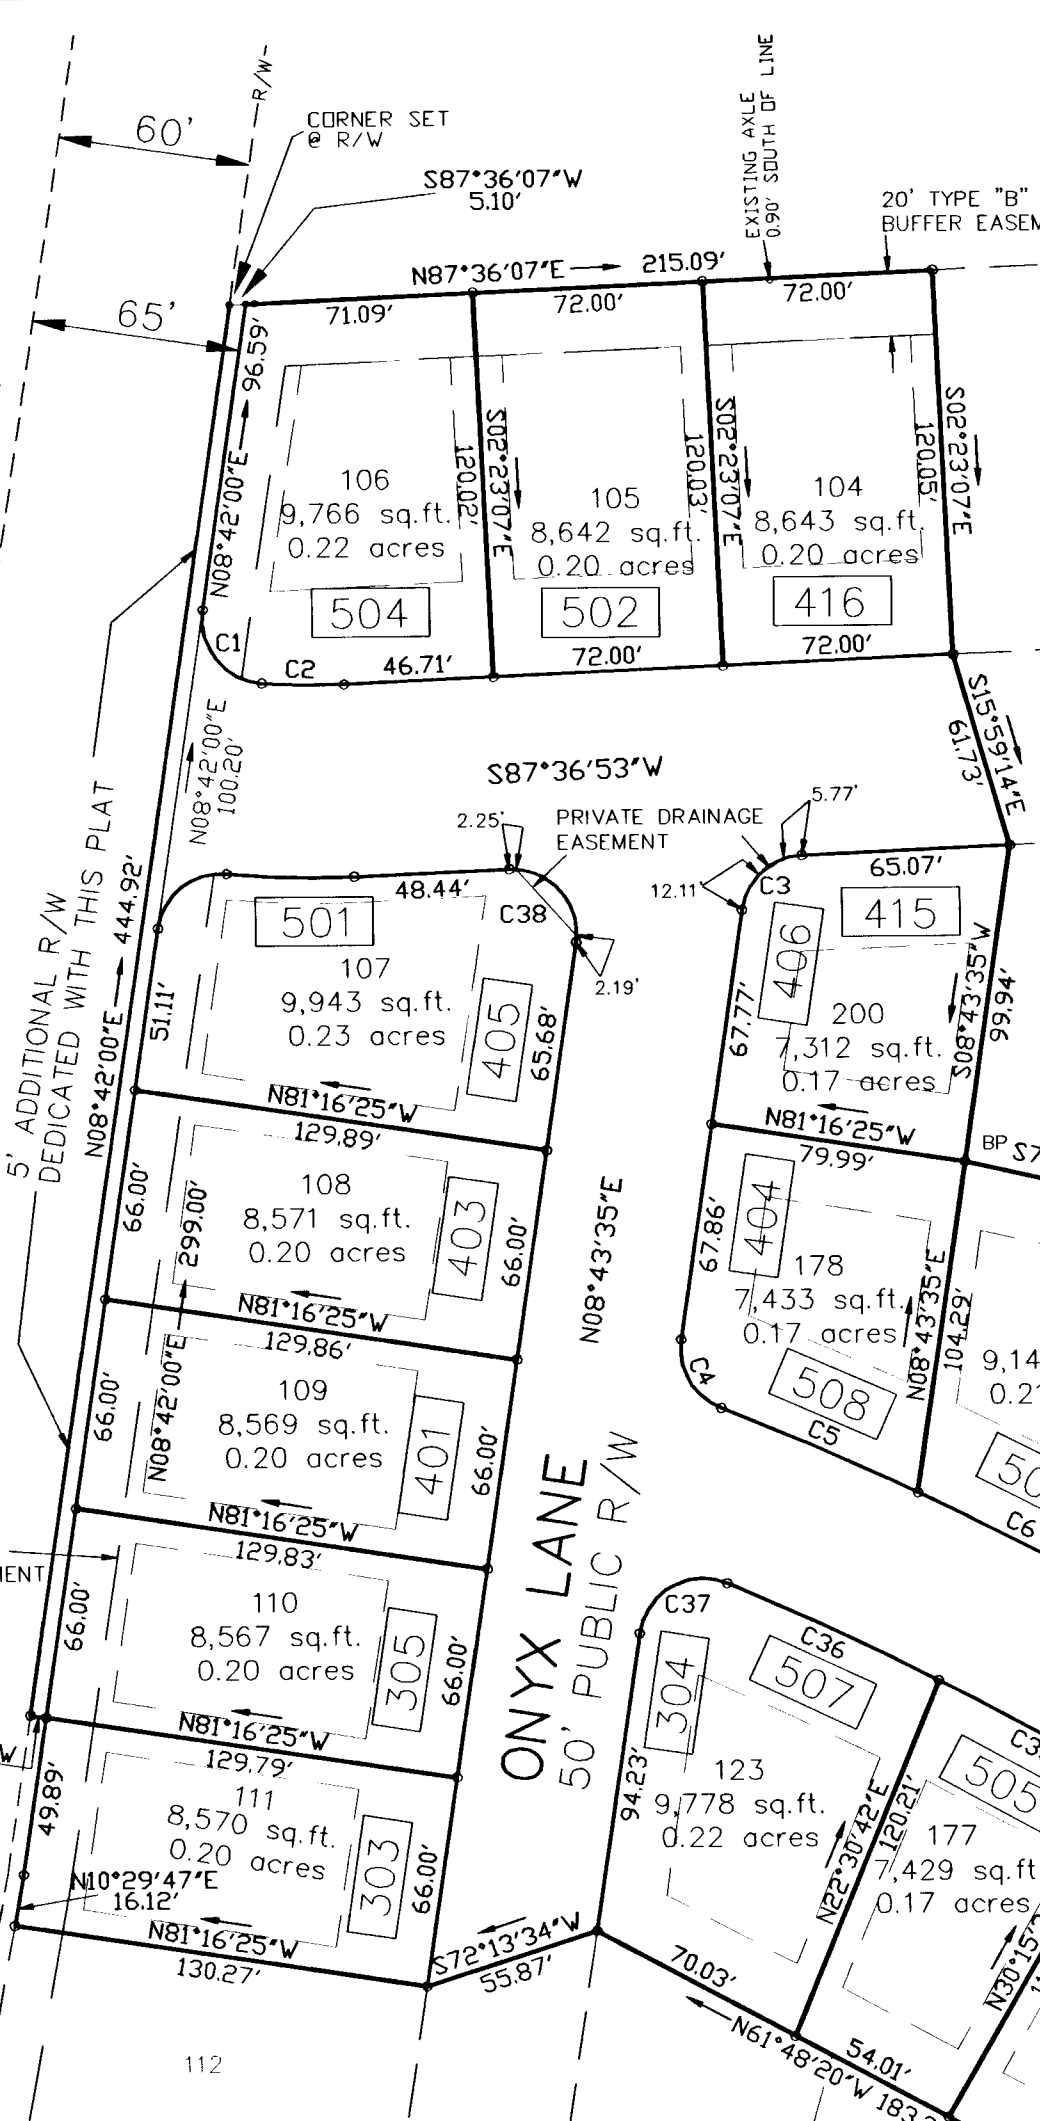 60'
R/W
CORNER SET
@ R/W
S87°36'07"W
5.10'
EXISTING AXLE
0.90' SOUTH OF LINE
20' TYPE "B"
BUFFER EASEM
N87°36'07"E
215.09'
65'
71.09'
72.00'
72.00'
96.59'
N08°42'00"E
120.02'
S02°23'07"E
120.03'
S02°23'07"E
120.05'
S02°23'07"E
106
9,766 sq.ft.
0.22 acres
504
105
8,642 sq.ft.
0.20 acres
502
104
8,643 sq.ft.
0.20 acres
416
C1
C2
46.71'
72.00'
72.00'
S15°59'14"E
61.73'
N08°42'00"E
100.20'
S87°36'53"W
5' ADDITIONAL R/W
DEDICATED WITH THIS PLAT
N08°42'00"E
444.92'
2.25'
PRIVATE DRAINAGE
EASEMENT
5.77'
12.11'
C3
65.07'
48.44'
C38
2.19'
501
107
9,943 sq.ft.
0.23 acres
405
51.11'
65.68'
406
415
200
7,312 sq.ft.
0.17 acres
67.77'
S08°43'35"W
99.94'
N81°16'25"W
129.89'
N81°16'25"W
79.99'
BP
S7
108
8,571 sq.ft.
0.20 acres
403
66.00'
299.00'
N08°42'00"E
66.00'
N08°43'35"E
67.86'
404
178
7,433 sq.ft.
0.17 acres
508
N08°43'35"E
104.29'
C4
C5
9,14
0.2
50
C6
N81°16'25"W
129.86'
109
8,569 sq.ft.
0.20 acres
401
66.00'
66.00'
N81°16'25"W
129.83'
MENT
110
8,567 sq.ft.
0.20 acres
305
66.00'
66.00'
ONYX LANE
50' PUBLIC R/W
C37
C36
304
507
94.23'
123
9,778 sq.ft.
0.22 acres
N22°30'42"E
120.21'
505
177
7,429 sq.ft
0.17 acres
N81°16'25"W
129.79'
W
49.89'
111
8,570 sq.ft.
0.20 acres
303
66.00'
N10°29'47"E
16.12'
N81°16'25"W
130.27'
S72°13'34"W
55.87'
70.03'
N61°48'20"W
54.01'
N30°15'
112